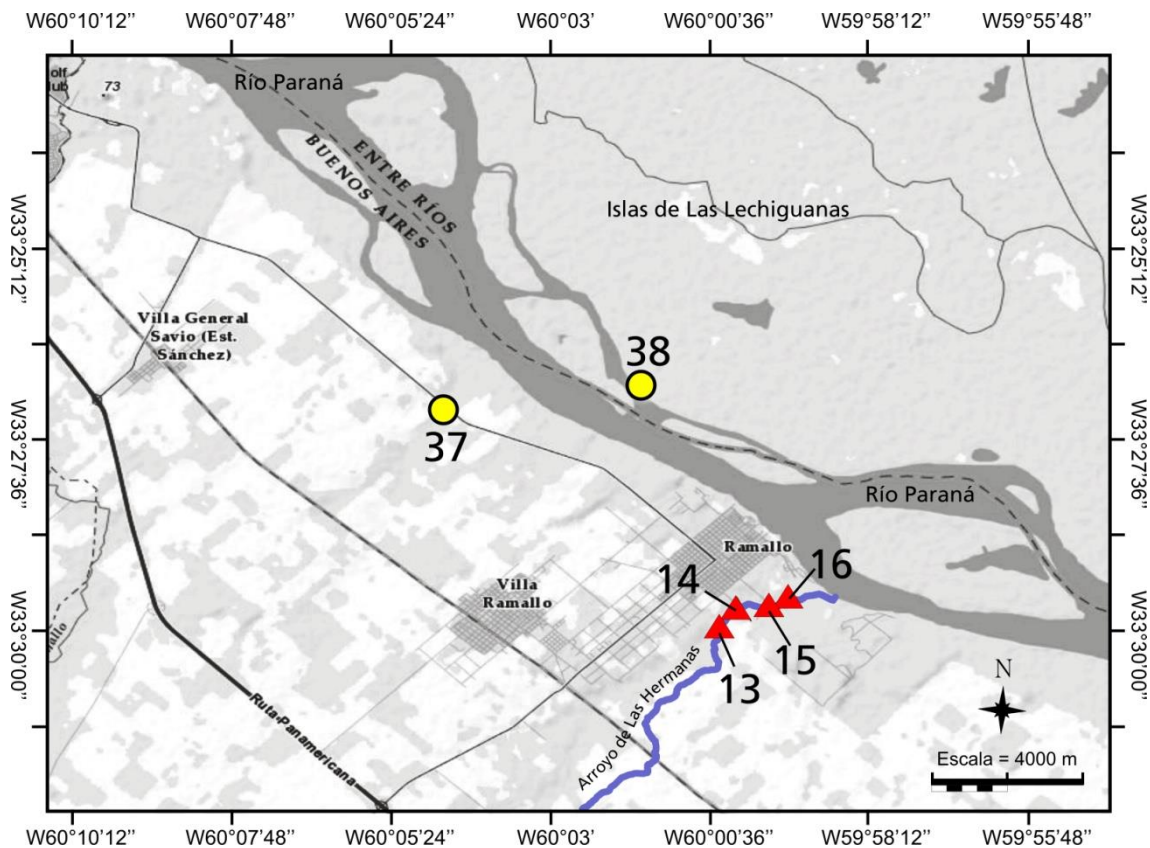 W60°10'12’’ W60°07'48’’ W60°05'24’’ W60°03' W60°00'36’’ W59°58'12’’ W59°55'48’’
olf
lub
73
Río Paraná
ENTRE RÍOS
BUENOS AIRES
Islas de Las Lechiguanas
W33°25'12’’
W33°25'12’’
Villa General
Savio (Est.
Sánchez)
38
37
W33°27'36’’
W33°27'36’’
Río Paraná
Ramallo
14
16
Villa
Ramallo
15
13
W33°30'00’’
W33°30'00’’
Arroyo de Las Hermanas
N
Ruta Panamericana
Escala = 4000 m
W60°10'12’’ W60°07'48’’ W60°05'24’’ W60°03' W60°00'36’’ W59°58'12’’ W59°55'48’’